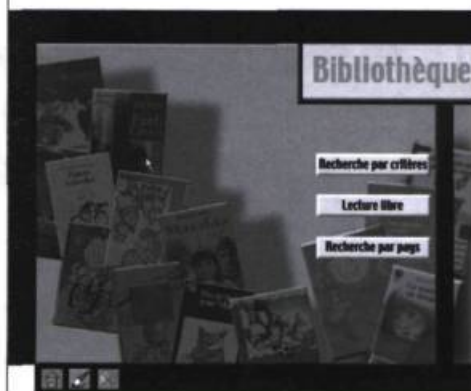 Bibliothèque
Recherche par critères
Lecture libre
Recherche par pays